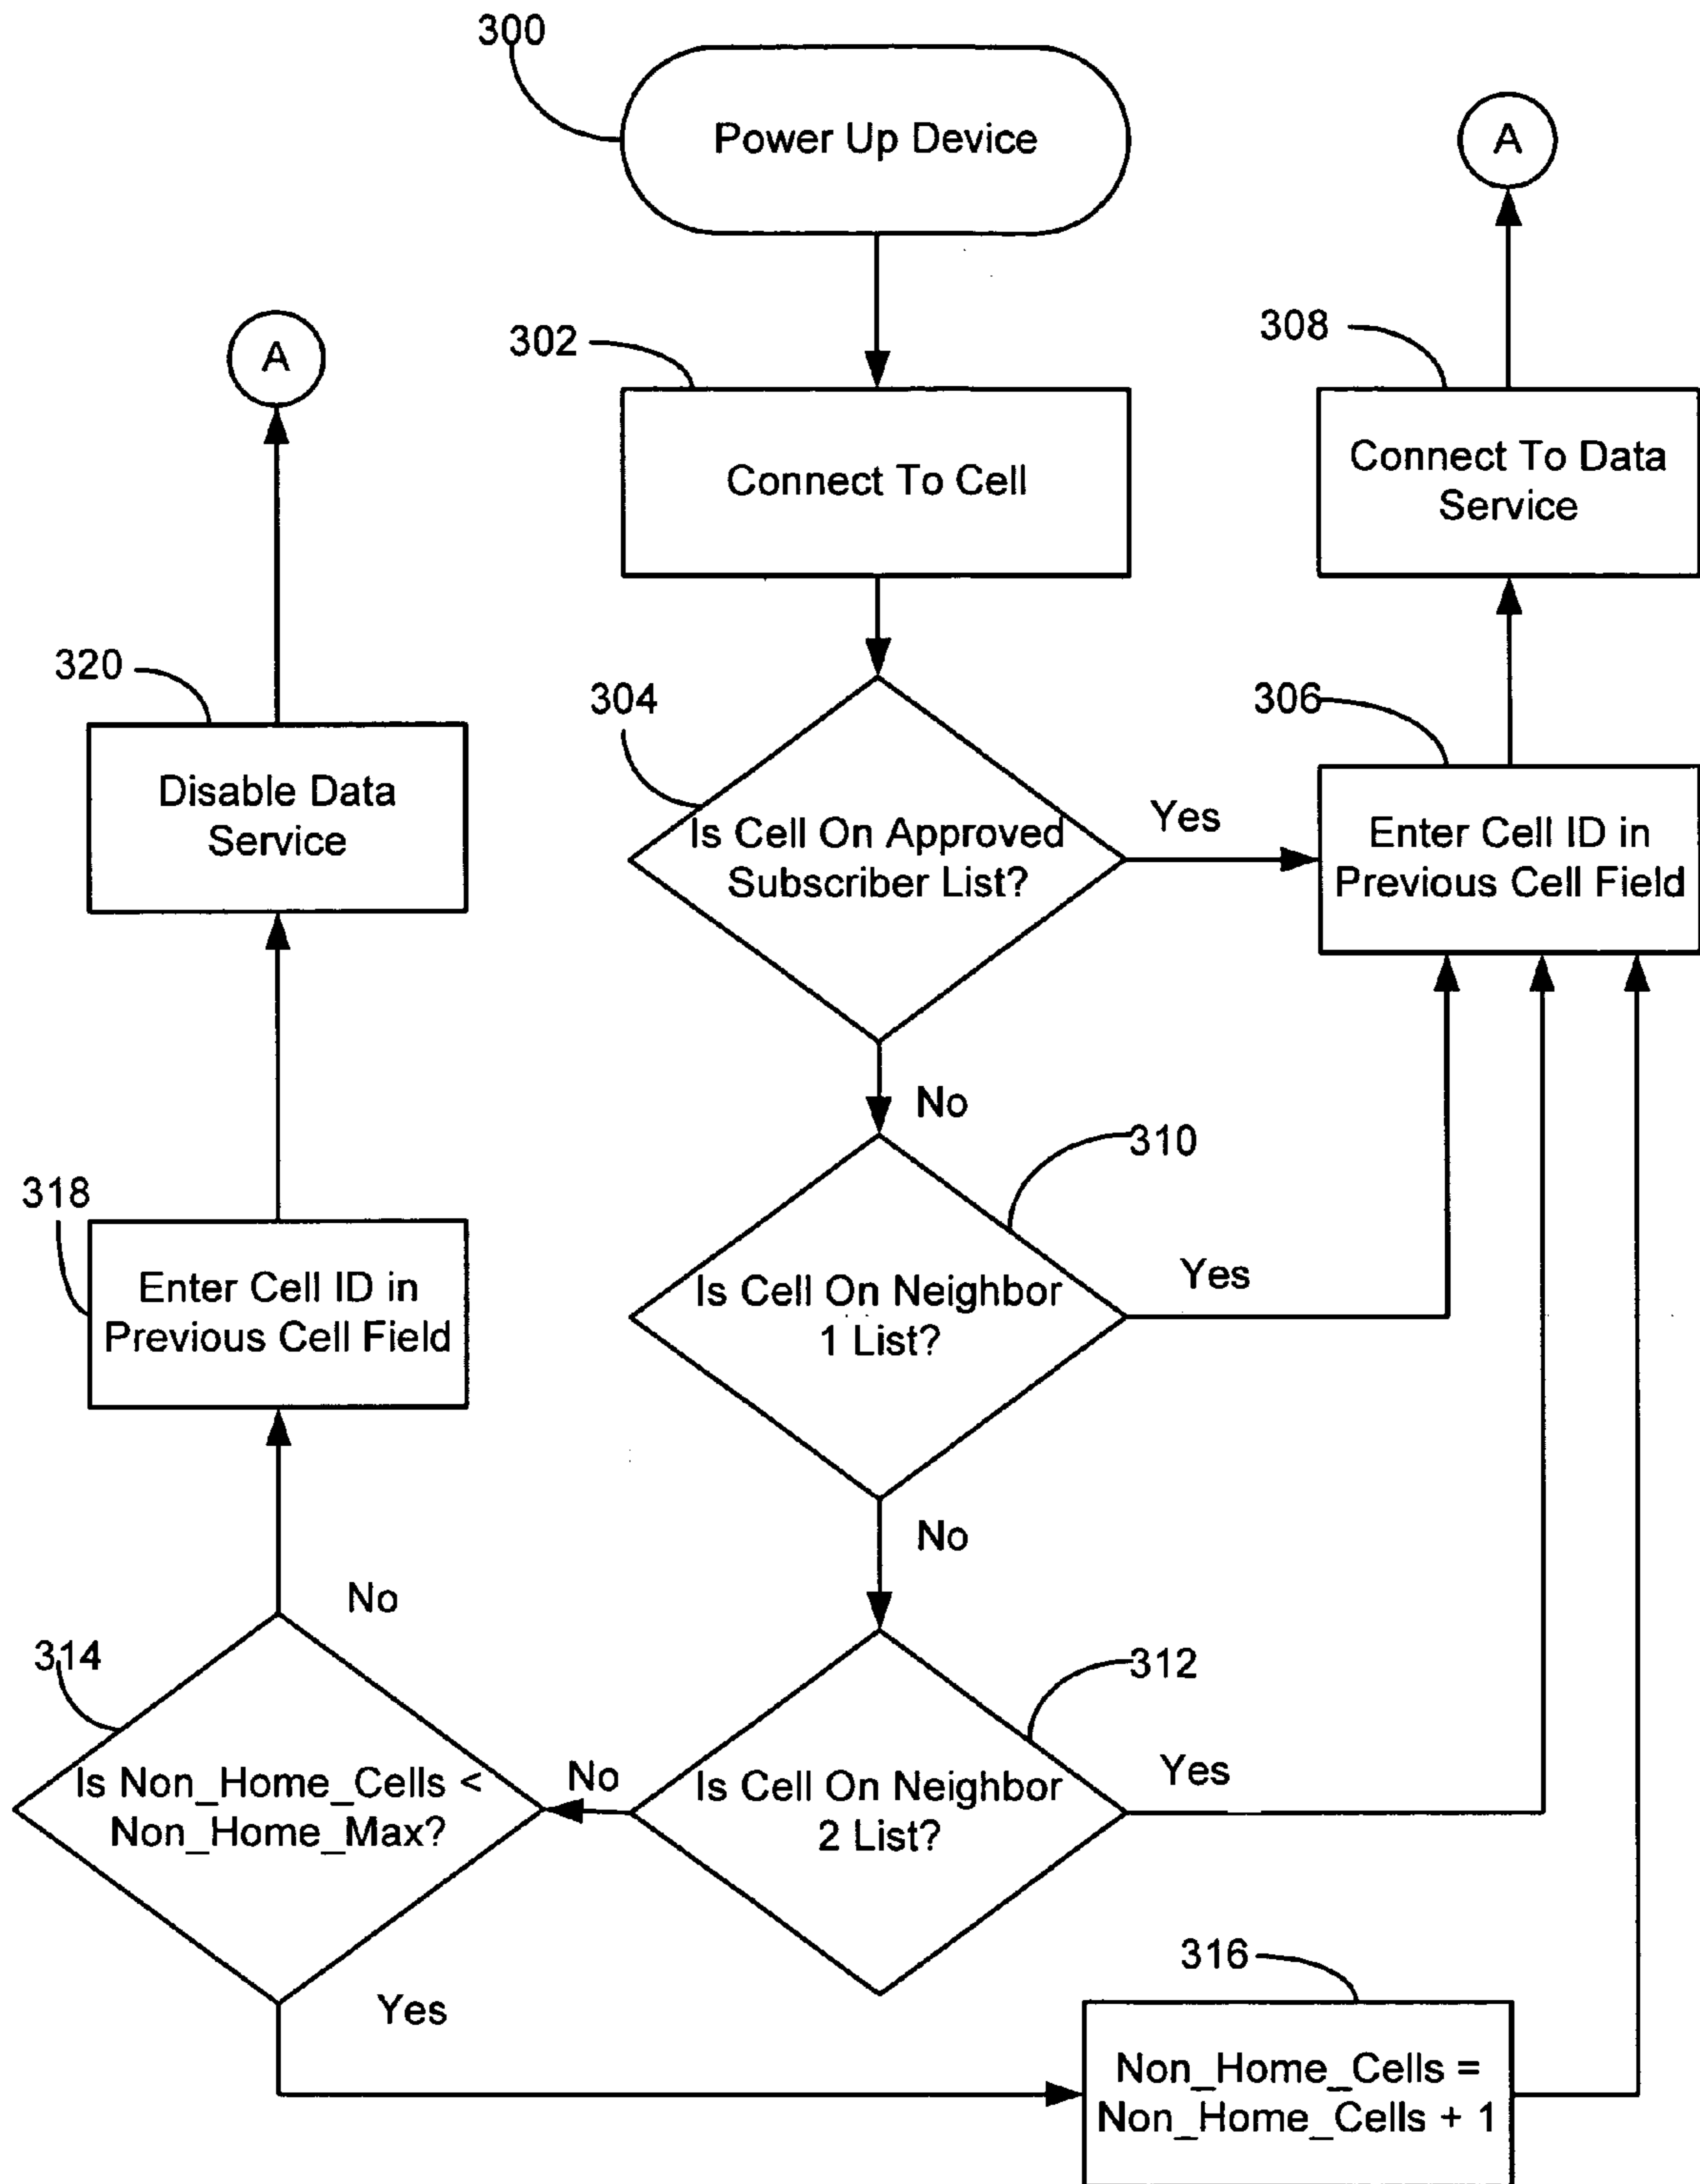 300
Power Up Device
A
A
302
Connect To Cell
308
Connect To Data
Service
320
Disable Data
Service
304
Is Cell On Approved
Subscriber List?
Yes
306
Enter Cell ID in
Previous Cell Field
No
310
318
Enter Cell ID in
Previous Cell Field
Is Cell On Neighbor
1 List?
Yes
No
No
314
Is Non_Home_Cells <
Non_Home_Max?
No
312
Is Cell On Neighbor
2 List?
Yes
Yes
316
Non_Home_Cells =
Non_Home_Cells + 1